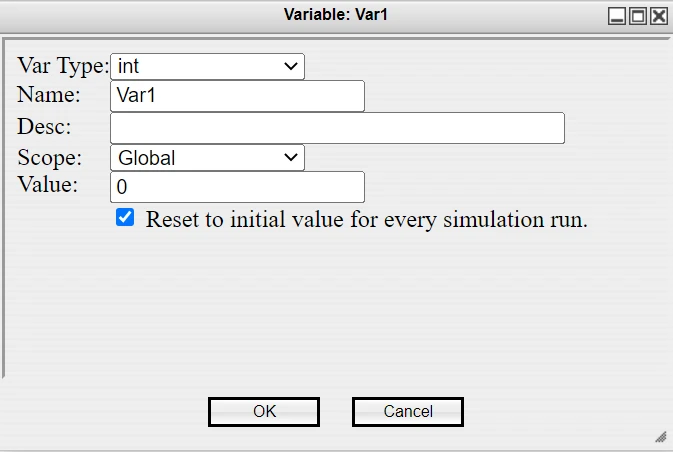 Variable: Var1
Var Type: int
Name: Var1
Desc:
Scope: Global
Value: 0
Reset to initial value for every simulation run.
OK Cancel